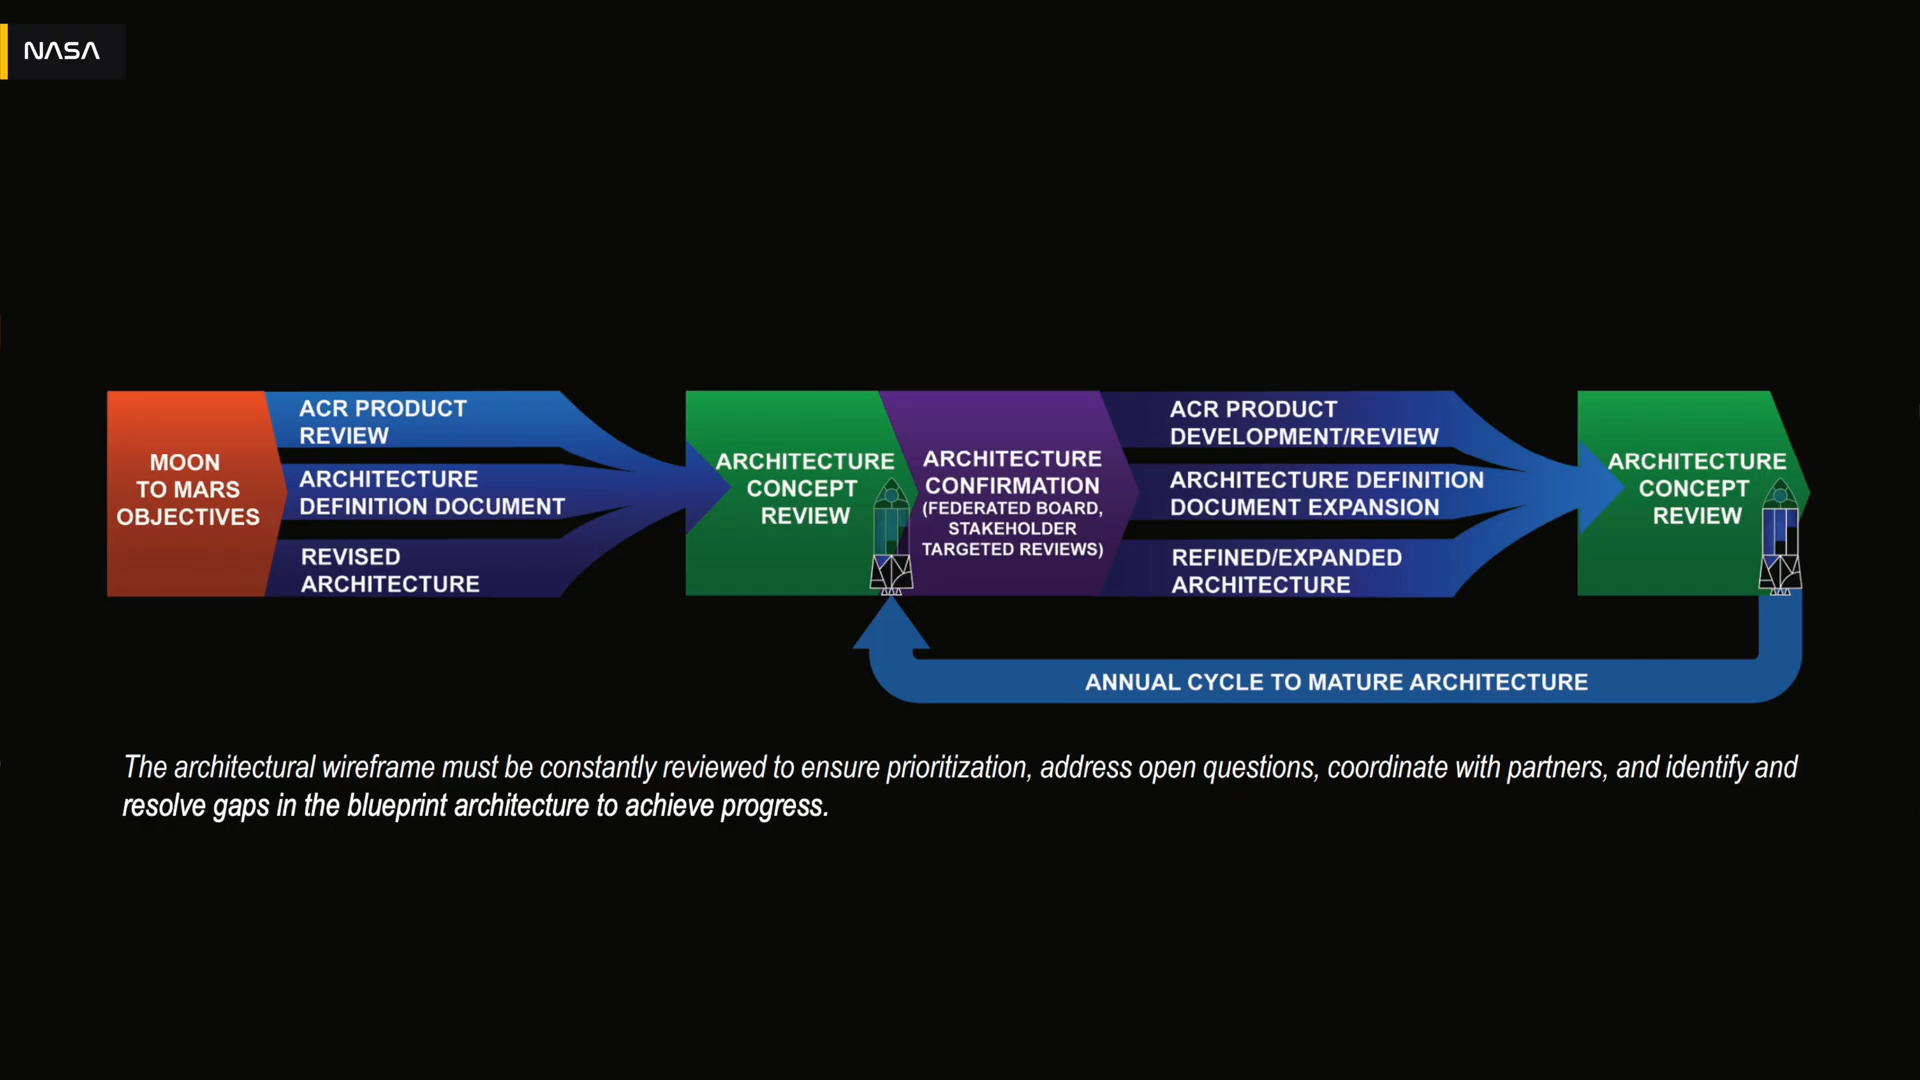 NASA
MOON
TO MARS
OBJECTIVES
ACR PRODUCT
REVIEW
ARCHITECTURE
DEFINITION DOCUMENT
REVISED
ARCHITECTURE
ARCHITECTURE
CONCEPT
REVIEW
ARCHITECTURE
CONFIRMATION
(FEDERATED BOARD,
STAKEHOLDER
TARGETED REVIEWS)
ACR PRODUCT
DEVELOPMENT/REVIEW
ARCHITECTURE DEFINITION
DOCUMENT EXPANSION
REFINED/EXPANDED
ARCHITECTURE
ARCHITECTURE
CONCEPT
REVIEW
ANNUAL CYCLE TO MATURE ARCHITECTURE
The architectural wireframe must be constantly reviewed to ensure prioritization, address open questions, coordinate with partners, and identify and
resolve gaps in the blueprint architecture to achieve progress.